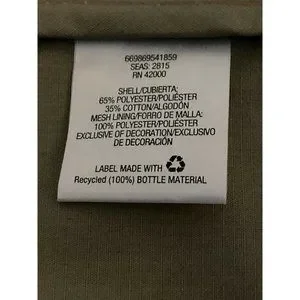 669869541859
SEAS: 2815
RN 42000
SHELL/CUBIERTA;
65% POLYESTER/POLIÉSTER
35% COTTON/ALGODÓN
MESH LINING/FORRO DE MALLA:
100% POLYESTER/POLIÉSTER
EXCLUSIVE OF DECORATION/EXCLUSIVO
DE DECORACIÓN
LABEL MADE WITH
Recycled (100%) BOTTLE MATERIAL